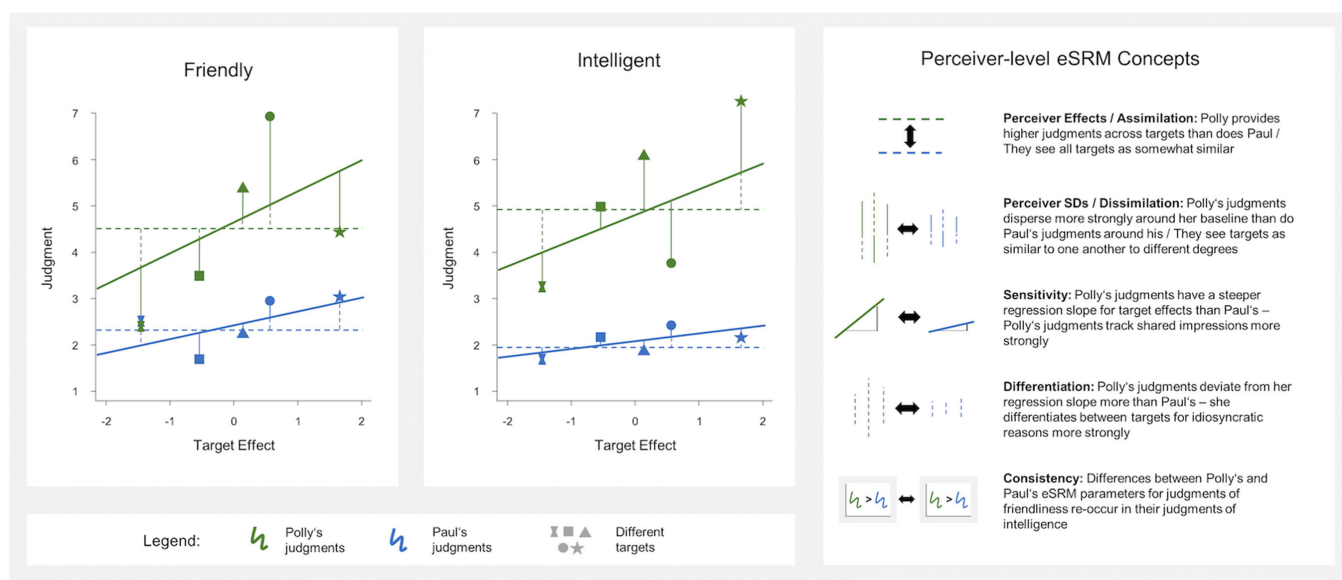 Friendly
Judgment
7
6
5
4
3
2
1
-2
-1
0
1
2
Target Effect
Intelligent
Judgment
7
6
5
4
3
2
1
-2
-1
0
1
2
Target Effect
Legend:
Polly's
judgments
Paul's
judgments
Different
targets
Perceiver-level eSRM Concepts
Perceiver Effects / Assimilation: Polly provides
higher judgments across targets than does Paul /
They see all targets as somewhat similar
Perceiver SDs / Dissimilation: Polly's judgments
disperse more strongly around her baseline than do
Paul's judgments around his / They see targets as
similar to one another to different degrees
Sensitivity: Polly's judgments have a steeper
regression slope for target effects than Paul's –
Polly's judgments track shared impressions more
strongly
Differentiation: Polly's judgments deviate from her
regression slope more than Paul's – she
differentiates between targets for idiosyncratic
reasons more strongly
> >
Consistency: Differences between Polly's and
Paul's eSRM parameters for judgments of
friendliness re-occur in their judgments of
intelligence